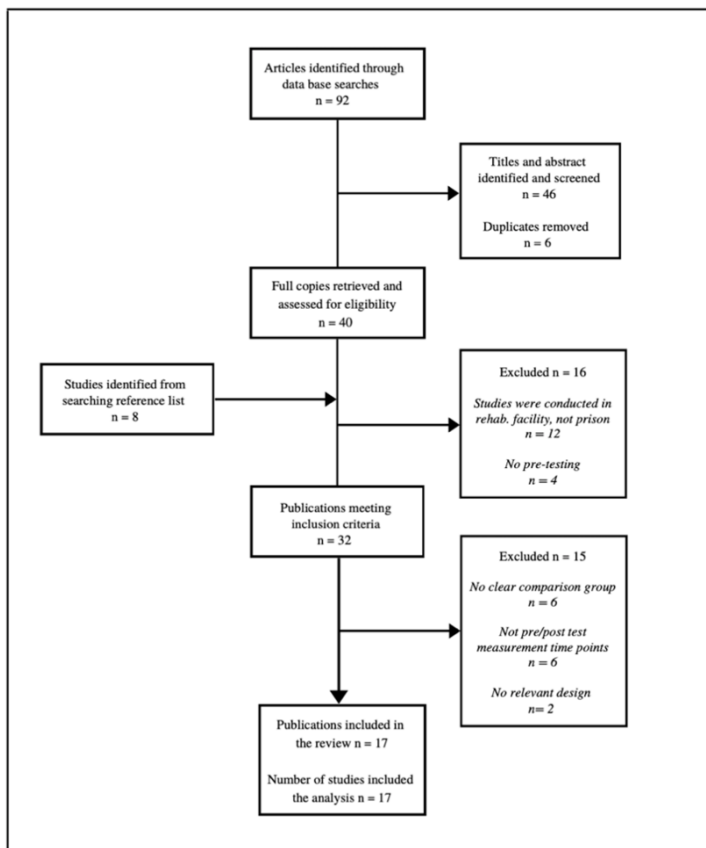 Articles identified through
data base searches
n = 92
Titles and abstract
identified and screened
n = 46
Duplicates removed
n = 6
Full copies retrieved and
assessed for eligibility
n = 40
Studies identified from
searching reference list
n = 8
Excluded n = 16
Studies were conducted in
rehab. facility, not prison
n = 12
No pre-testing
n = 4
Publications meeting
inclusion criteria
n = 32
Excluded n = 15
No clear comparison group
n = 6
Not pre/post test
measurement time points
n = 6
No relevant design
n= 2
Publications included in
the review n = 17
Number of studies included
the analysis n = 17